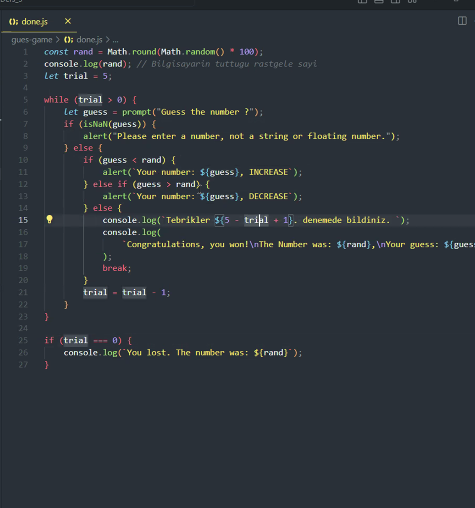 done.js
gues-game > done.js > ...
1 const rand = Math.round(Math.random() * 100);
2 console.log(rand); // Bilgisayarin tuttugu rastgele sayi
3 let trial = 5;
4
5 while (trial > 0) {
6 let guess = prompt("Guess the number ?");
7 if (isNaN(guess)) {
8 alert("Please enter a number, not a string or floating number.");
9 } else {
10 if (guess < rand) {
11 alert(`Your number: ${guess}, INCREASE`);
12 } else if (guess > rand) {
13 alert(`Your number: ${guess}, DECREASE`);
14 } else {
15 console.log(`Tebrikler ${5 - trial + 1}. denemede bildiniz. `);
16 console.log(
17 `Congratulations, you won!\nThe Number was: ${rand},\nYour guess: ${guess
18 );
19 break;
20 }
21 trial = trial - 1;
22 }
23 }
24
25 if (trial === 0) {
26 console.log(`You lost. The number was: ${rand}`);
27 }